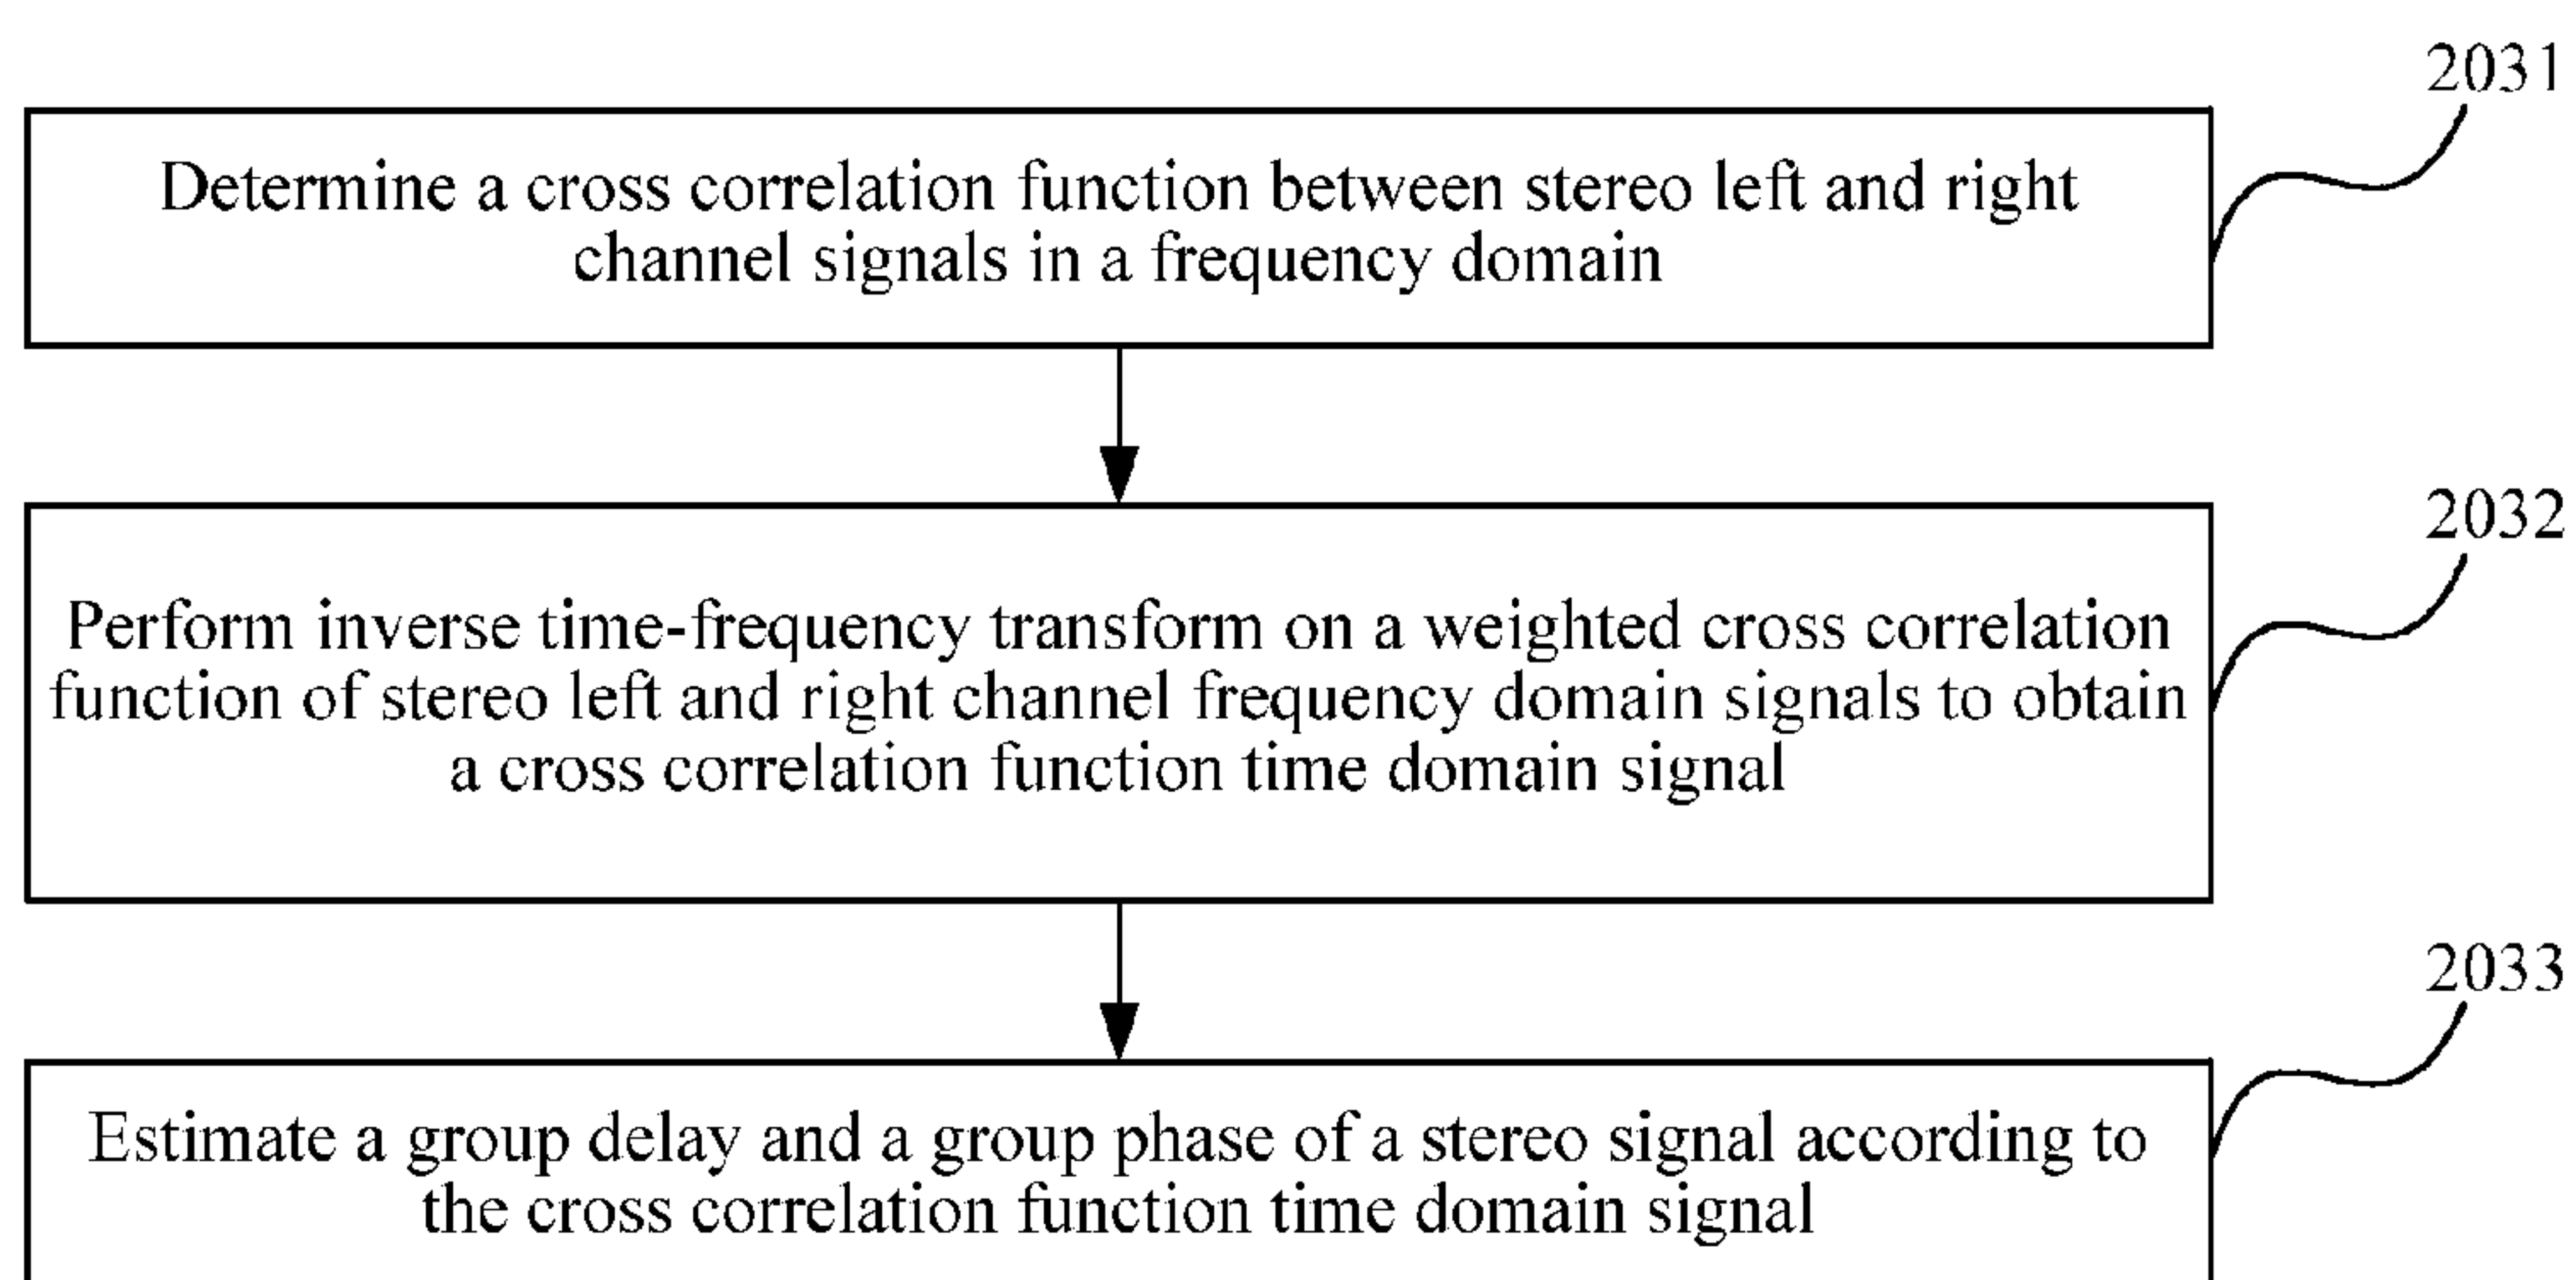 2031
Determine a cross correlation function between stereo left and right
channel signals in a frequency domain
2032
Perform inverse time-frequency transform on a weighted cross correlation
function of stereo left and right channel frequency domain signals to obtain
a cross correlation function time domain signal
2033
Estimate a group delay and a group phase of a stereo signal according to
the cross correlation function time domain signal